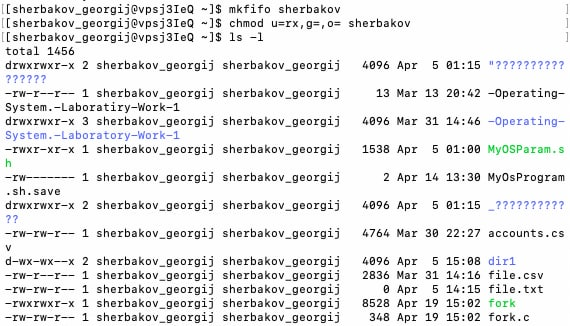 [[sherbakov_georgij@vpsj3IeQ ~]$ mkfifo sherbakov ]
[[sherbakov_georgij@vpsj3IeQ ~]$ chmod u=rx,g=,o= sherbakov ]
[[sherbakov_georgij@vpsj3IeQ ~]$ ls -l ]
total 1456
drwxrwxr-x 2 sherbakov_georgij sherbakov_georgij 4096 Apr 5 01:15 "??????????
??????
-rw-r--r-- 1 sherbakov_georgij sherbakov_georgij 13 Mar 13 20:42 -Operating-
System.-Laboratiry-Work-1
drwxrwxr-x 3 sherbakov_georgij sherbakov_georgij 4096 Mar 31 14:46 -Operating-
System.-Laboratory-Work-1
-rwxr-xr-x 1 sherbakov_georgij sherbakov_georgij 1538 Apr 5 01:00 MyOSParam.s
h
-rw------- 1 sherbakov_georgij sherbakov_georgij 2 Apr 14 13:30 MyOsProgram
.sh.save
drwxrwxr-x 2 sherbakov_georgij sherbakov_georgij 4096 Apr 5 01:15 _??????????
??
-rw-rw-r-- 1 sherbakov_georgij sherbakov_georgij 4764 Mar 30 22:27 accounts.cs
v
d-wx-wx--x 2 sherbakov_georgij sherbakov_georgij 4096 Apr 5 15:08 dir1
-rw-r--r-- 1 sherbakov_georgij sherbakov_georgij 2836 Mar 31 14:16 file.csv
-rw-rw-r-- 1 sherbakov_georgij sherbakov_georgij 0 Apr 5 14:15 file.txt
-rwxrwxr-x 1 sherbakov_georgij sherbakov_georgij 8528 Apr 19 15:02 fork
-rw-rw-r-- 1 sherbakov_georgij sherbakov_georgij 348 Apr 19 15:02 fork.c